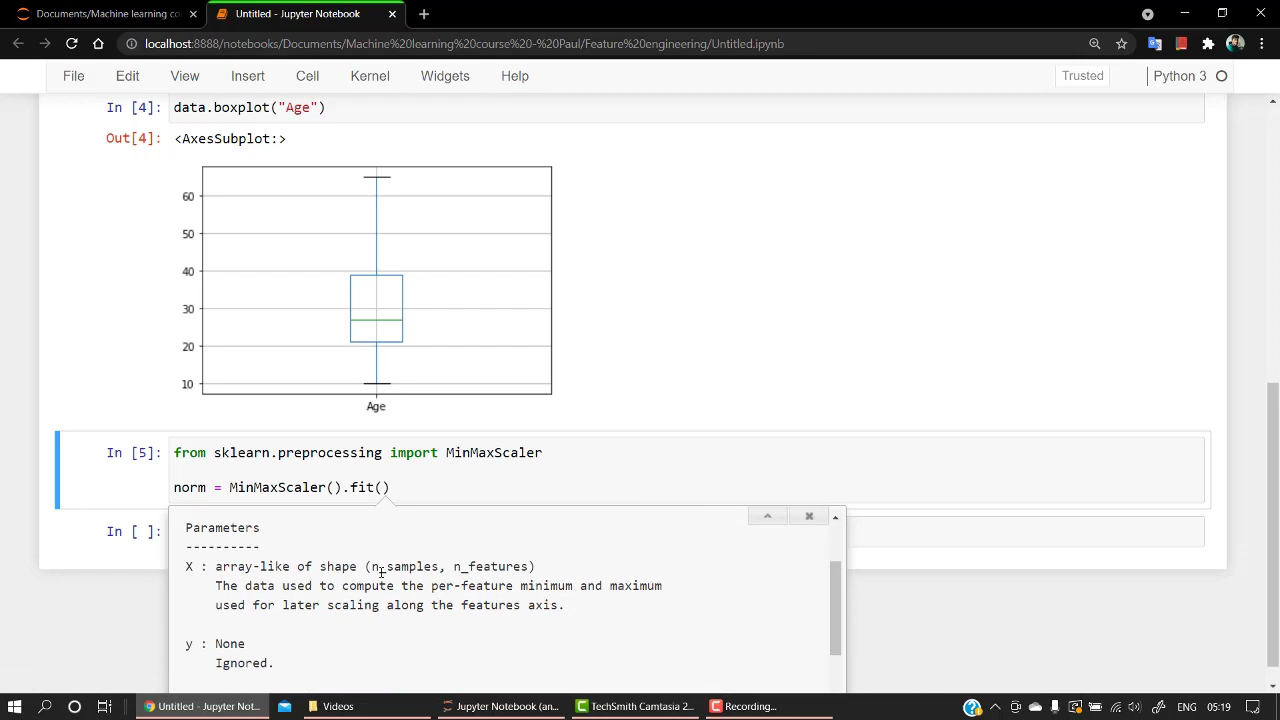 Documents/Machine learning co
Untitled - Jupyter Notebook
localhost:8888/notebooks/Documents/Machine%20learning%20course%20-%20Paul/Feature%20engineering/Untitled.ipynb
File Edit View Insert Cell Kernel Widgets Help
Trusted
Python 3
In [4]: data.boxplot("Age")
Out[4]: <AxesSubplot:>
60
50
40
30
20
10
Age
In [5]: from sklearn.preprocessing import MinMaxScaler
norm = MinMaxScaler().fit()
In [ ]:
Parameters
----------
X : array-like of shape (n_samples, n_features)
The data used to compute the per-feature minimum and maximum
used for later scaling along the features axis.
y : None
Ignored.
Untitled - Jupyter Not...
Videos
Jupyter Notebook (an...
TechSmith Camtasia 2...
Recording...
ENG
05:19